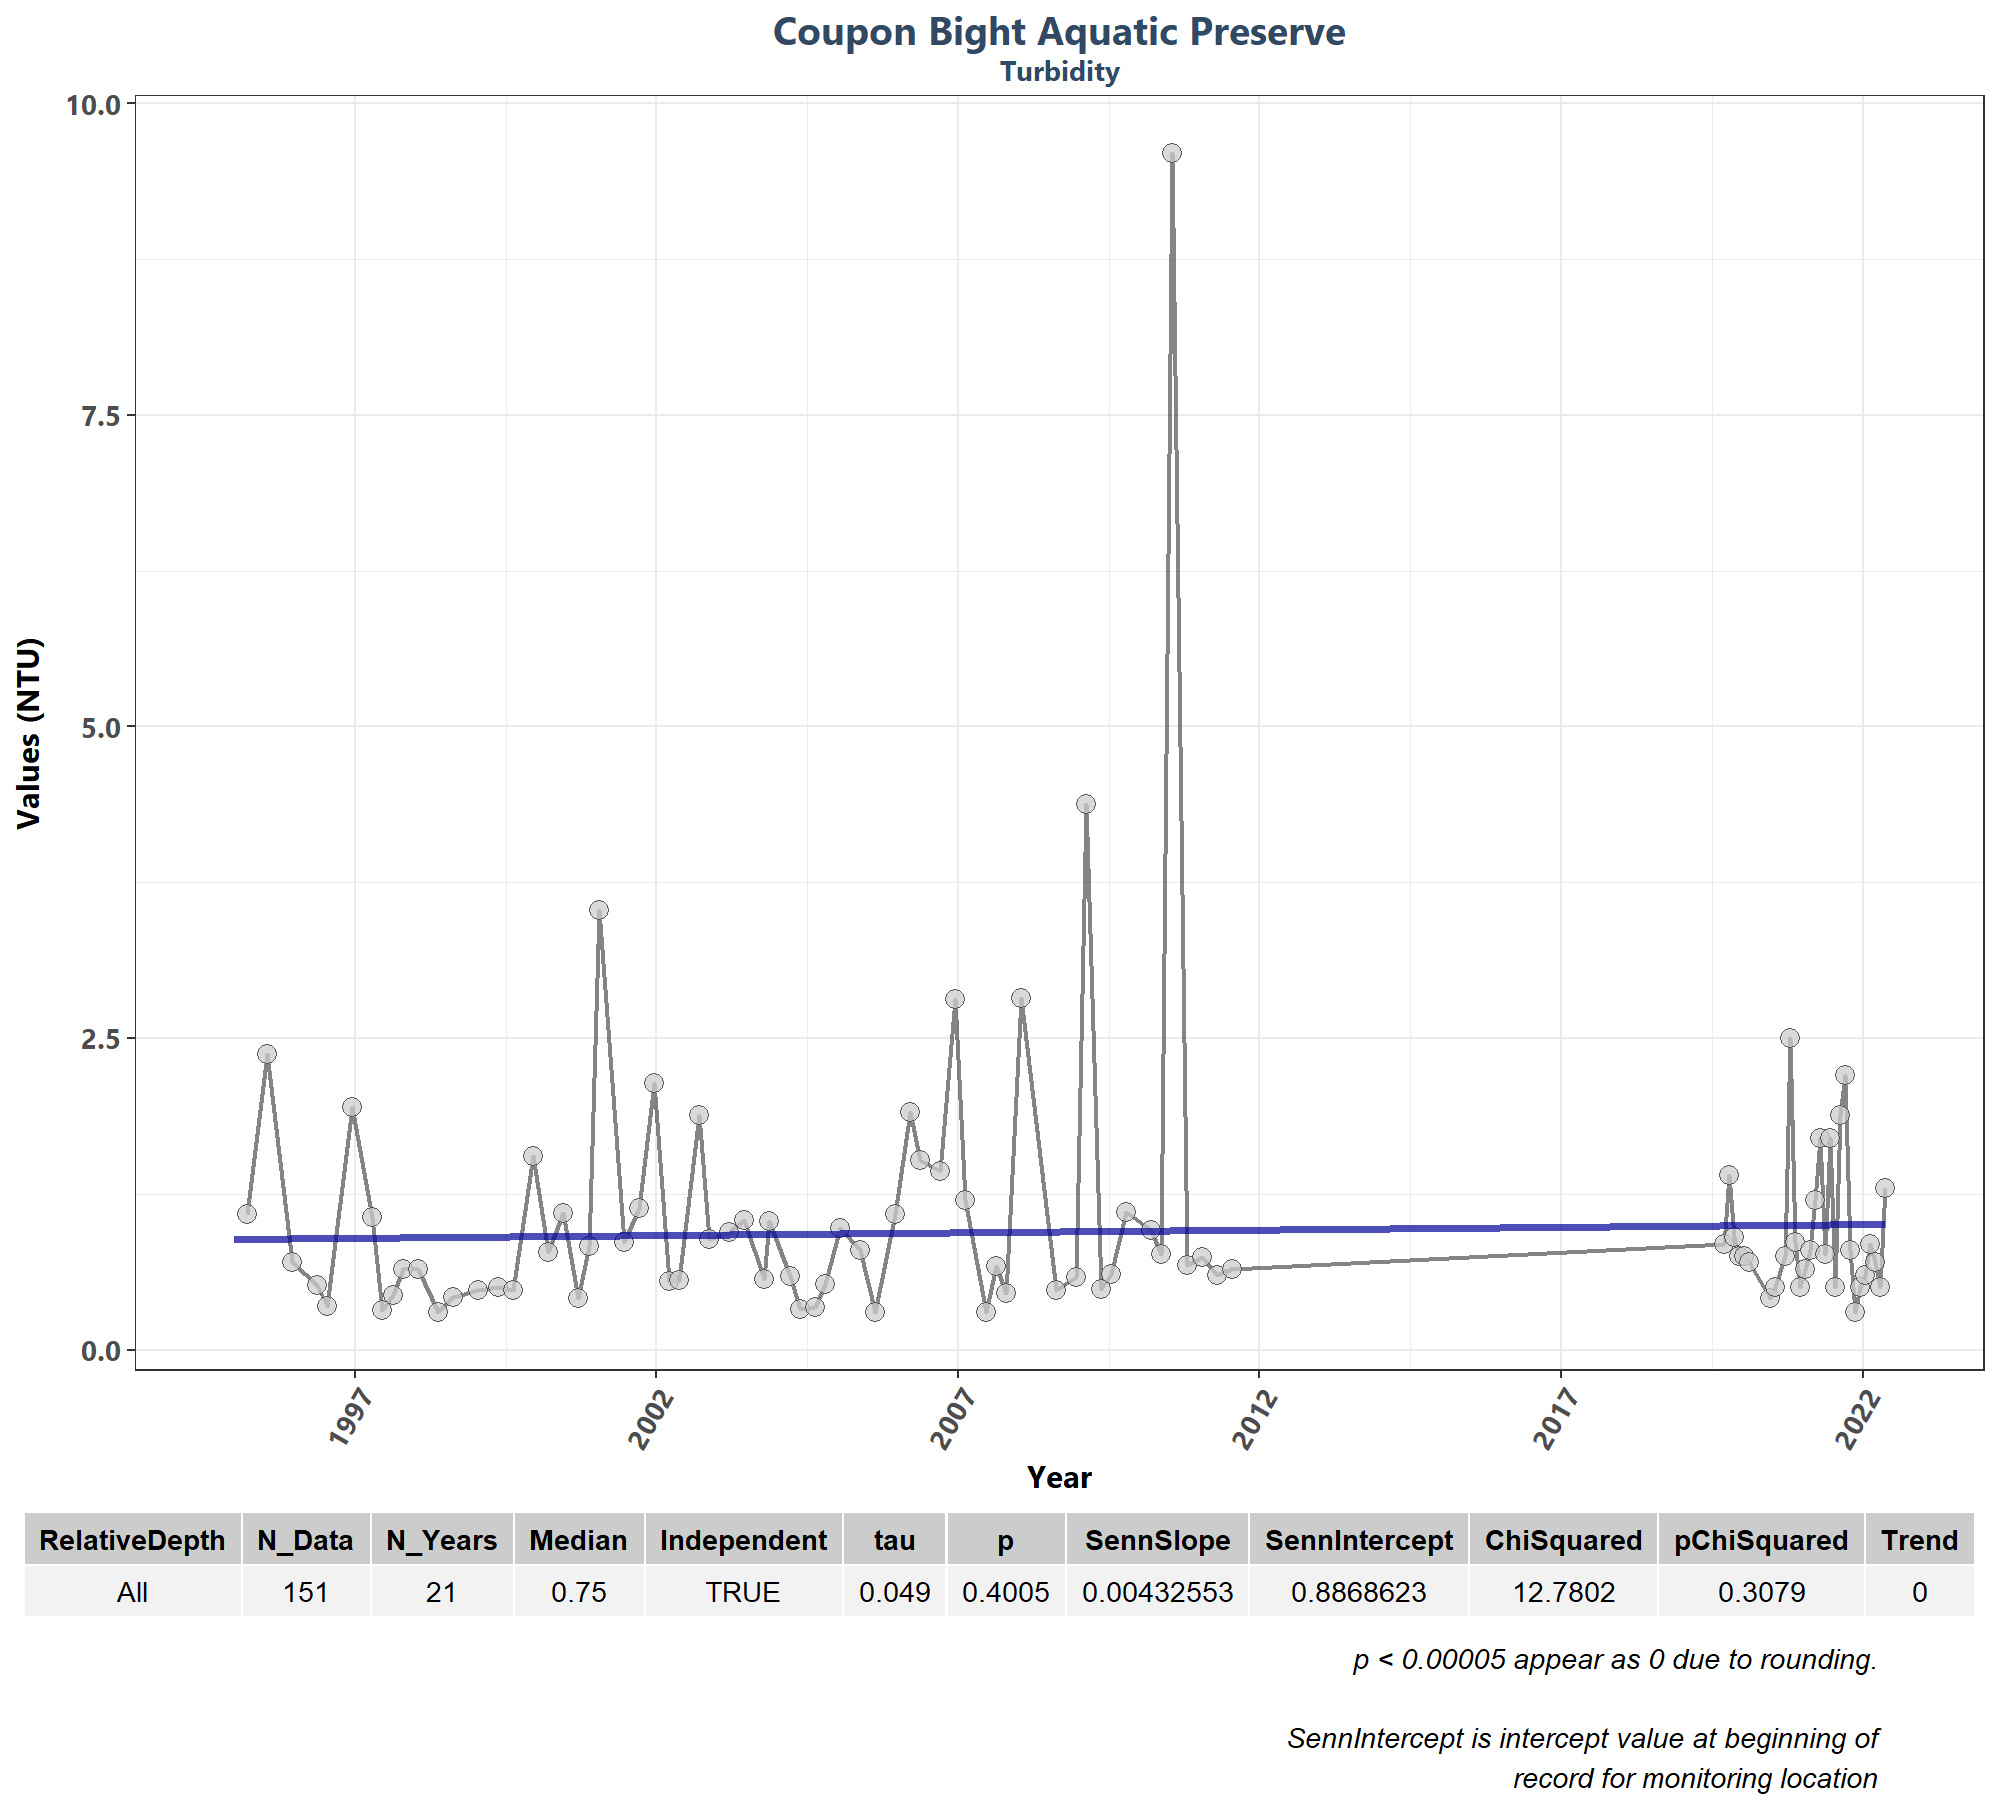 Coupon Bight Aquatic Preserve
Turbidity
10.0
7.5
5.0
2.5
0.0
Values (NTU)
1997 2002 2007 2012 2017 2022
Year
RelativeDepth N_Data N_Years Median Independent tau p SennSlope SennIntercept ChiSquared pChiSquared Trend
All 151 21 0.75 TRUE 0.049 0.4005 0.00432553 0.8868623 12.7802 0.3079 0
p < 0.00005 appear as 0 due to rounding.
SennIntercept is intercept value at beginning of
record for monitoring location